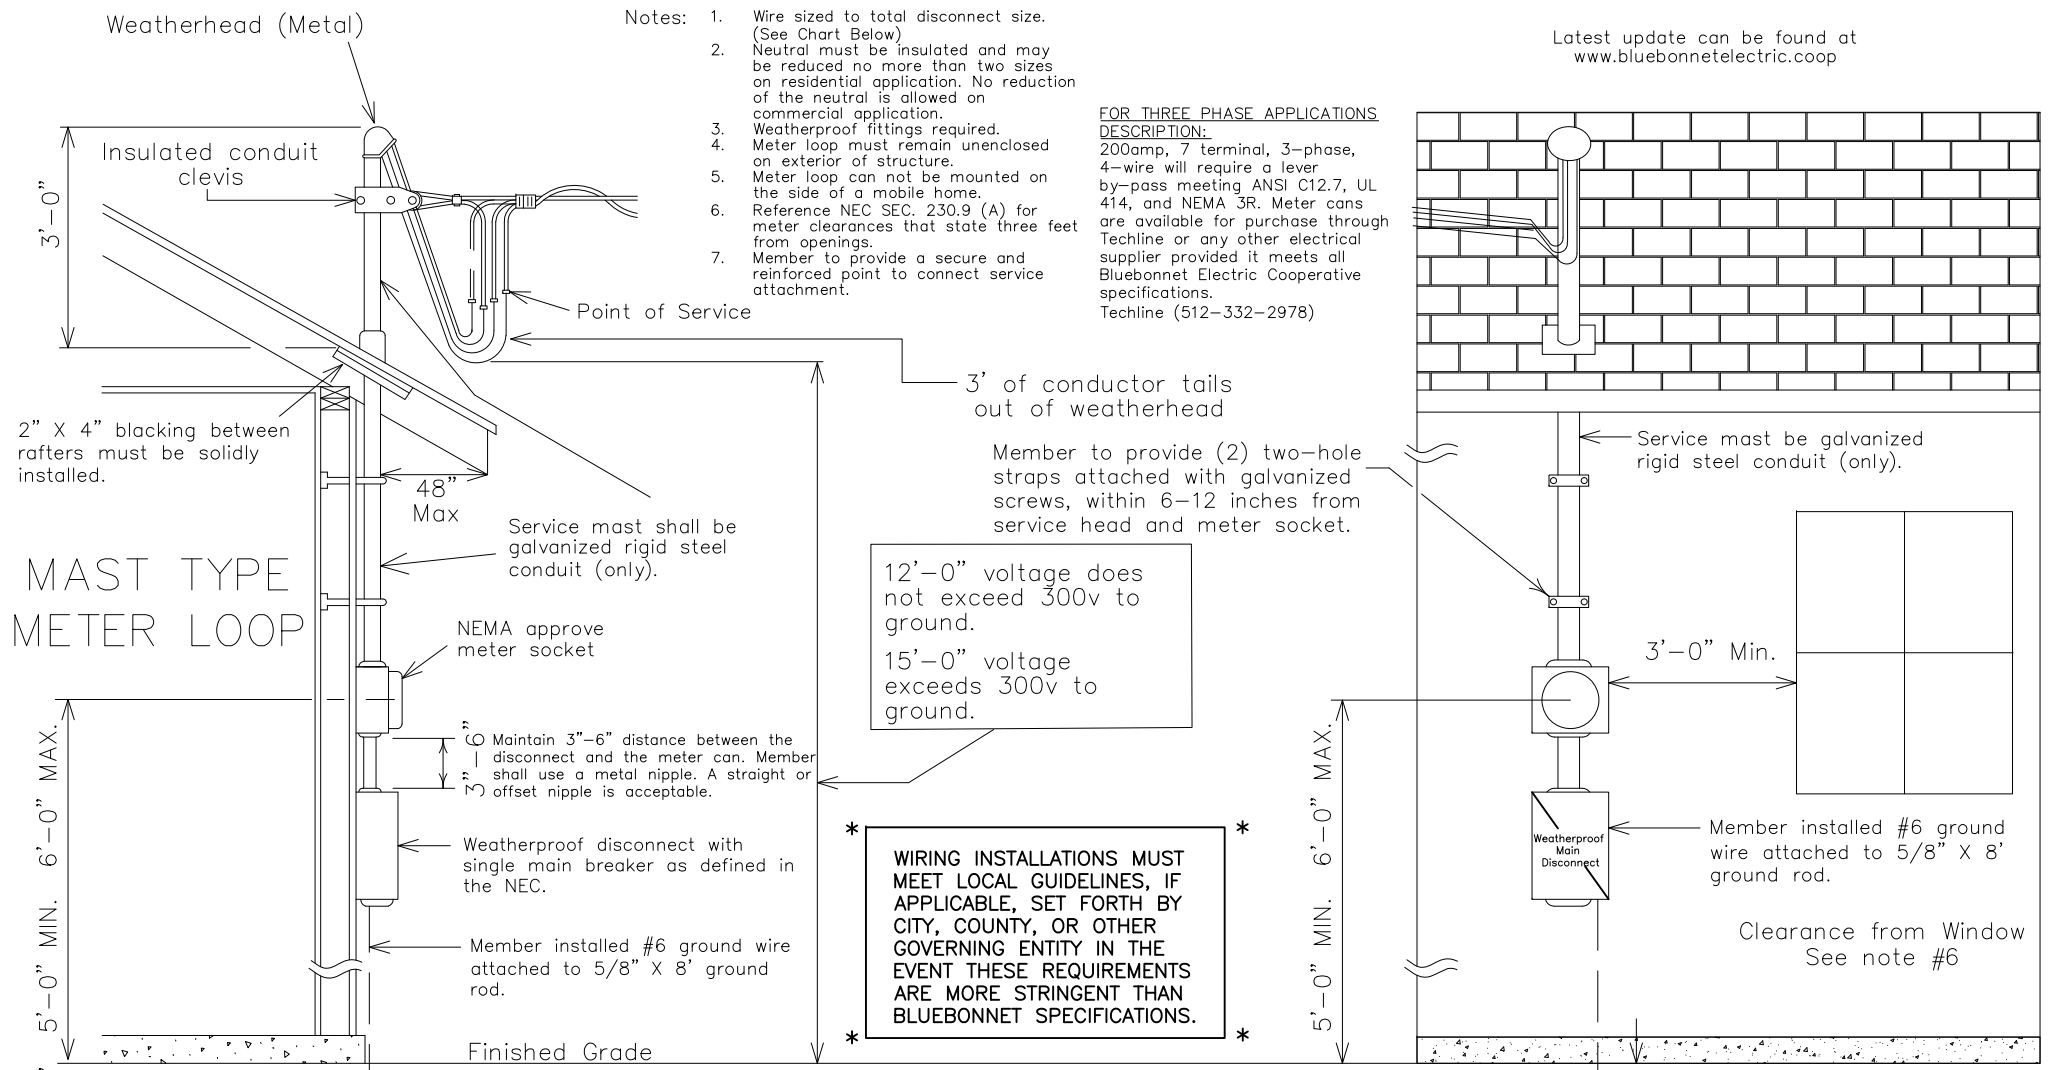 Weatherhead (Metal)
Insulated conduit
clevis
3'-0"
Notes:
1. Wire sized to total disconnect size.
(See Chart Below)
2. Neutral must be insulated and may
be reduced no more than two sizes
on residential application. No reduction
of the neutral is allowed on
commercial application.
3. Weatherproof fittings required.
4. Meter loop must remain unenclosed
on exterior of structure.
5. Meter loop can not be mounted on
the side of a mobile home.
6. Reference NEC SEC. 230.9 (A) for
meter clearances that state three feet
from openings.
7. Member to provide a secure and
reinforced point to connect service
attachment.
FOR THREE PHASE APPLICATIONS
DESCRIPTION:
200amp, 7 terminal, 3-phase,
4-wire will require a lever
by-pass meeting ANSI C12.7, UL
414, and NEMA 3R. Meter cans
are available for purchase through
Techline or any other electrical
supplier provided it meets all
Bluebonnet Electric Cooperative
specifications.
Techline (512-332-2978)
Latest update can be found at
www.bluebonnetelectric.coop
Point of Service
3' of conductor tails
out of weatherhead
2" X 4" blacking between
rafters must be solidly
installed.
48"
Max
Service mast shall be
galvanized rigid steel
conduit (only).
MAST TYPE
METER LOOP
NEMA approve
meter socket
3"-6"
Maintain 3"-6" distance between the
disconnect and the meter can. Member
shall use a metal nipple. A straight or
offset nipple is acceptable.
Weatherproof disconnect with
single main breaker as defined in
the NEC.
Member installed #6 ground wire
attached to 5/8" X 8' ground
rod.
5'-0" MIN. 6'-0" MAX.
Finished Grade
Member to provide (2) two-hole
straps attached with galvanized
screws, within 6-12 inches from
service head and meter socket.
12'-0" voltage does
not exceed 300v to
ground.
15'-0" voltage
exceeds 300v to
ground.
* *
WIRING INSTALLATIONS MUST
MEET LOCAL GUIDELINES, IF
APPLICABLE, SET FORTH BY
CITY, COUNTY, OR OTHER
GOVERNING ENTITY IN THE
EVENT THESE REQUIREMENTS
ARE MORE STRINGENT THAN
BLUEBONNET SPECIFICATIONS.
* *
Service mast be galvanized
rigid steel conduit (only).
3'-0" Min.
5'-0" MIN. 6'-0" MAX.
Weatherproof
Main
Disconnect
Member installed #6 ground
wire attached to 5/8" X 8'
ground rod.
Clearance from Window
See note #6